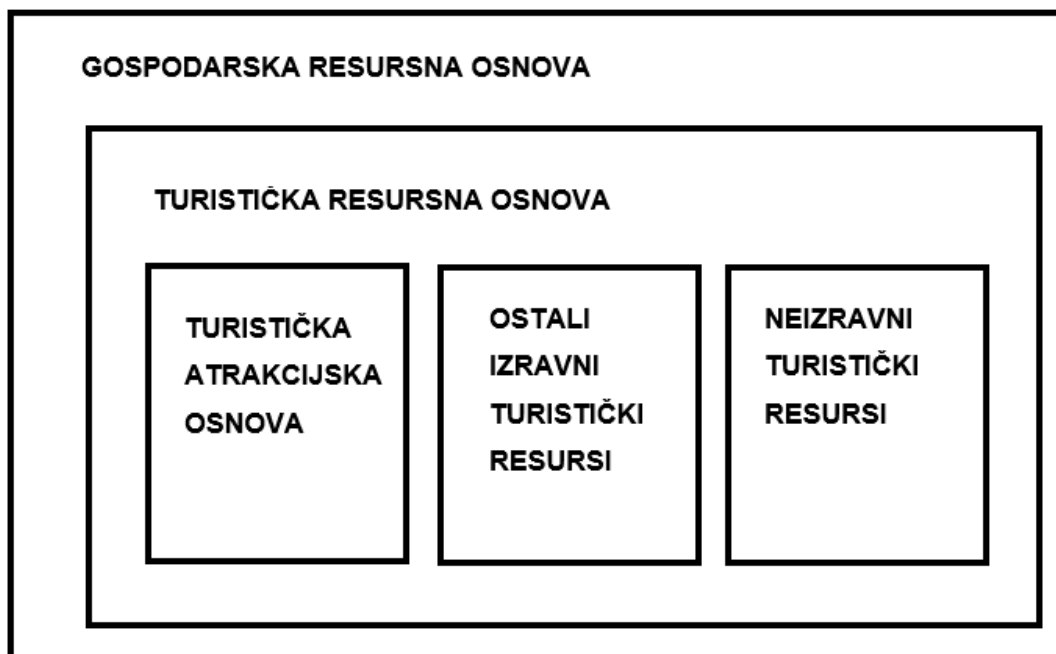 GOSPODARSKA RESURSNA OSNOVA
TURISTIČKA RESURSNA OSNOVA
TURISTIČKA
ATRAKCIJSKA
OSNOVA
OSTALI
IZRAVNI
TURISTIČKI
RESURSI
NEIZRAVNI
TURISTIČKI
RESURSI